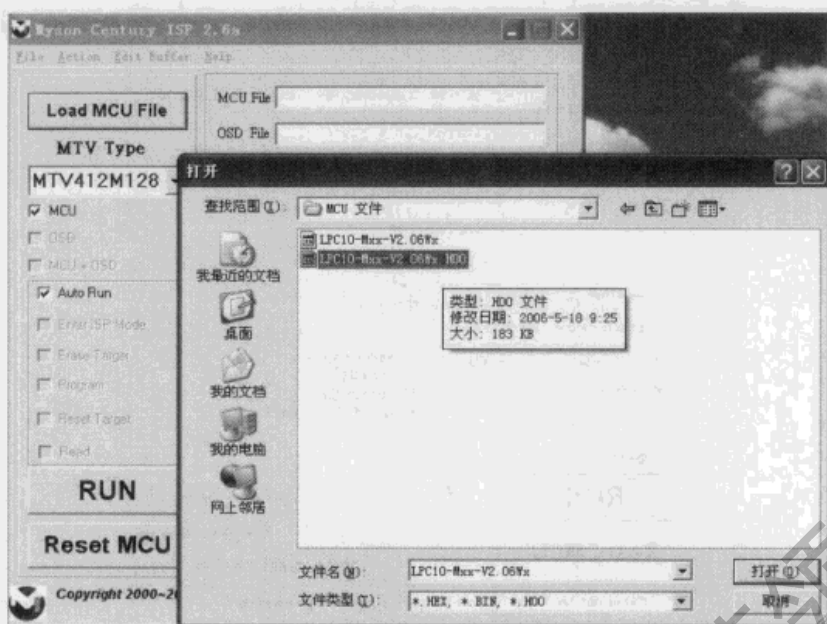 Myson Century ISP 2.6a
File Action Edit Buffer Help
Load MCU File
MCU File
OSD File
MTV Type
MTV412M128
MCU
OSD
MCU + OSD
Auto Run
Enter ISP Mode
Erase Target
Program
Reset Target
Read
RUN
Reset MCU
Copyright 2000~2
打开
查找范围(I):
MCU 文件
我最近的文档
桌面
我的文档
我的电脑
网上邻居
LPC10-Mxx-V2.06Wx
LPC10-Mxx-V2.06Wx.HOO
类型: HOO 文件
修改日期: 2006-5-18 9:25
大小: 183 KB
文件名(N):
LPC10-Mxx-V2.06Wx
打开(O)
文件类型(T):
*.HEX, *.BIN, *.HOO
取消